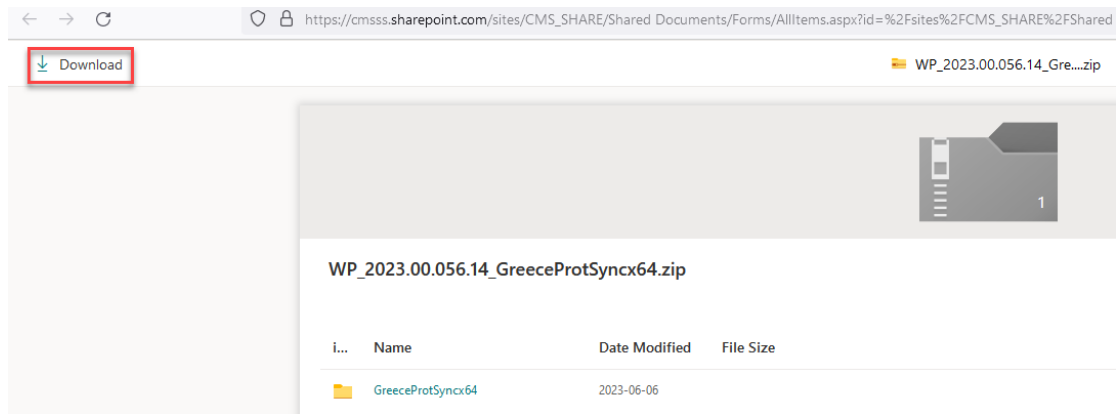 https://cmsss.sharepoint.com/sites/CMS_SHARE/Shared Documents/Forms/AllItems.aspx?id=%2Fsites%2FCMS_SHARE%2FShared
Download
WP_2023.00.056.14_Gre....zip
1
WP_2023.00.056.14_GreeceProtSyncx64.zip
i... Name Date Modified File Size
GreeceProtSyncx64 2023-06-06